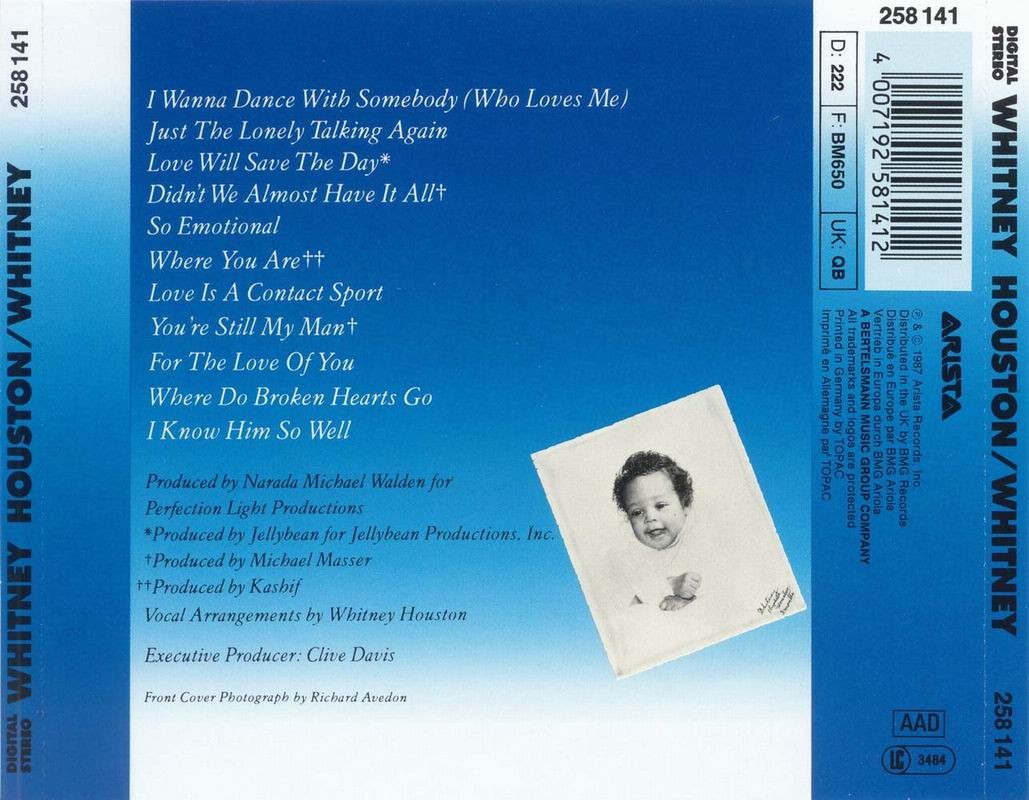 258 141
WHITNEY HOUSTON/WHITNEY
DIGITAL
STEREO
I Wanna Dance With Somebody (Who Loves Me)
Just The Lonely Talking Again
Love Will Save The Day*
Didn't We Almost Have It All†
So Emotional
Where You Are††
Love Is A Contact Sport
You're Still My Man†
For The Love Of You
Where Do Broken Hearts Go
I Know Him So Well
Produced by Narada Michael Walden for
Perfection Light Productions
*Produced by Jellybean for Jellybean Productions, Inc.
†Produced by Michael Masser
††Produced by Kashif
Vocal Arrangements by Whitney Houston
Executive Producer: Clive Davis
Front Cover Photograph by Richard Avedon
258 141
4 007192 581412
D: 222 F: BM650 UK: QB
ARISTA
℗ & © 1987 Arista Records, Inc.
Distributed in the UK by BMG Records
Distribué en Europe par BMG Ariola
Vertrieb in Europa durch BMG Ariola
A BERTELSMANN MUSIC GROUP COMPANY
All trademarks and logos are protected
Printed in Germany by TOPAC
Imprimé en Allemagne par TOPAC
AAD
LC 3484
DIGITAL
STEREO
WHITNEY HOUSTON/WHITNEY
258 141